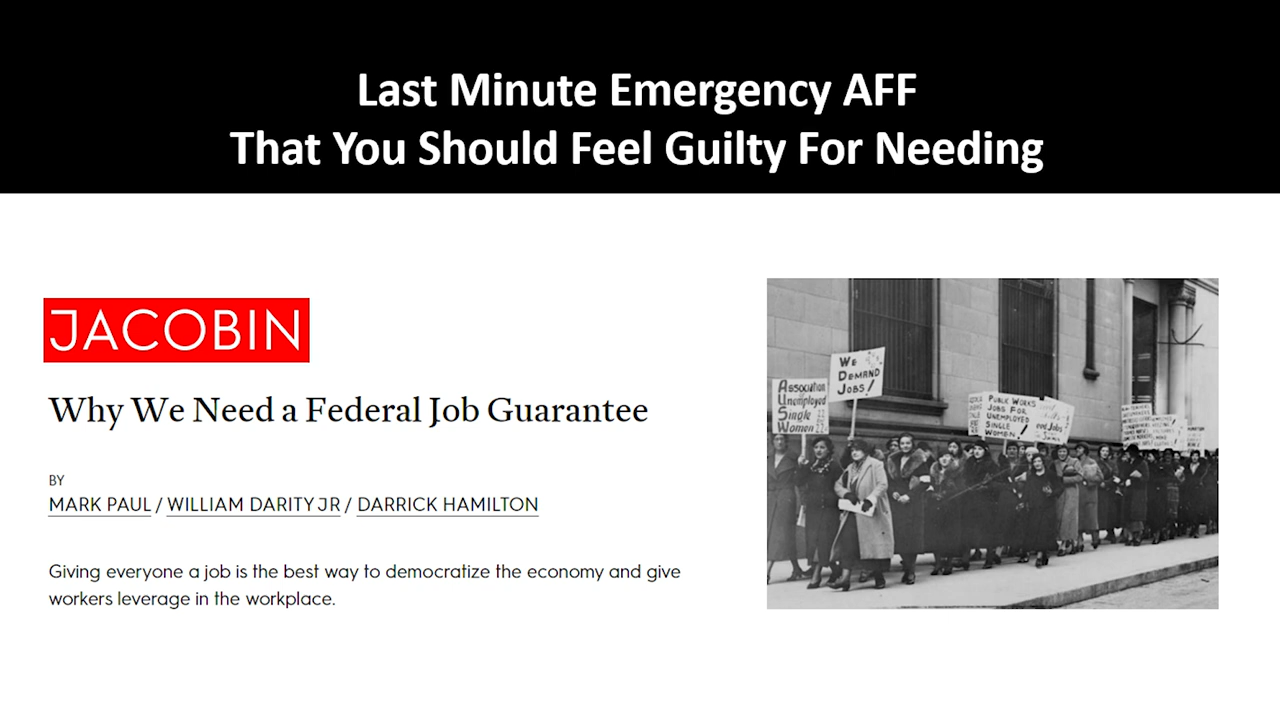 Last Minute Emergency AFF
That You Should Feel Guilty For Needing
JACOBIN
Why We Need a Federal Job Guarantee
BY
MARK PAUL / WILLIAM DARITY JR / DARRICK HAMILTON
Giving everyone a job is the best way to democratize the economy and give
workers leverage in the workplace.
Association
Unemployed
Single
Women
We
Demand
Jobs!
Public Works
Jobs for
Unemployed
Single
Women!